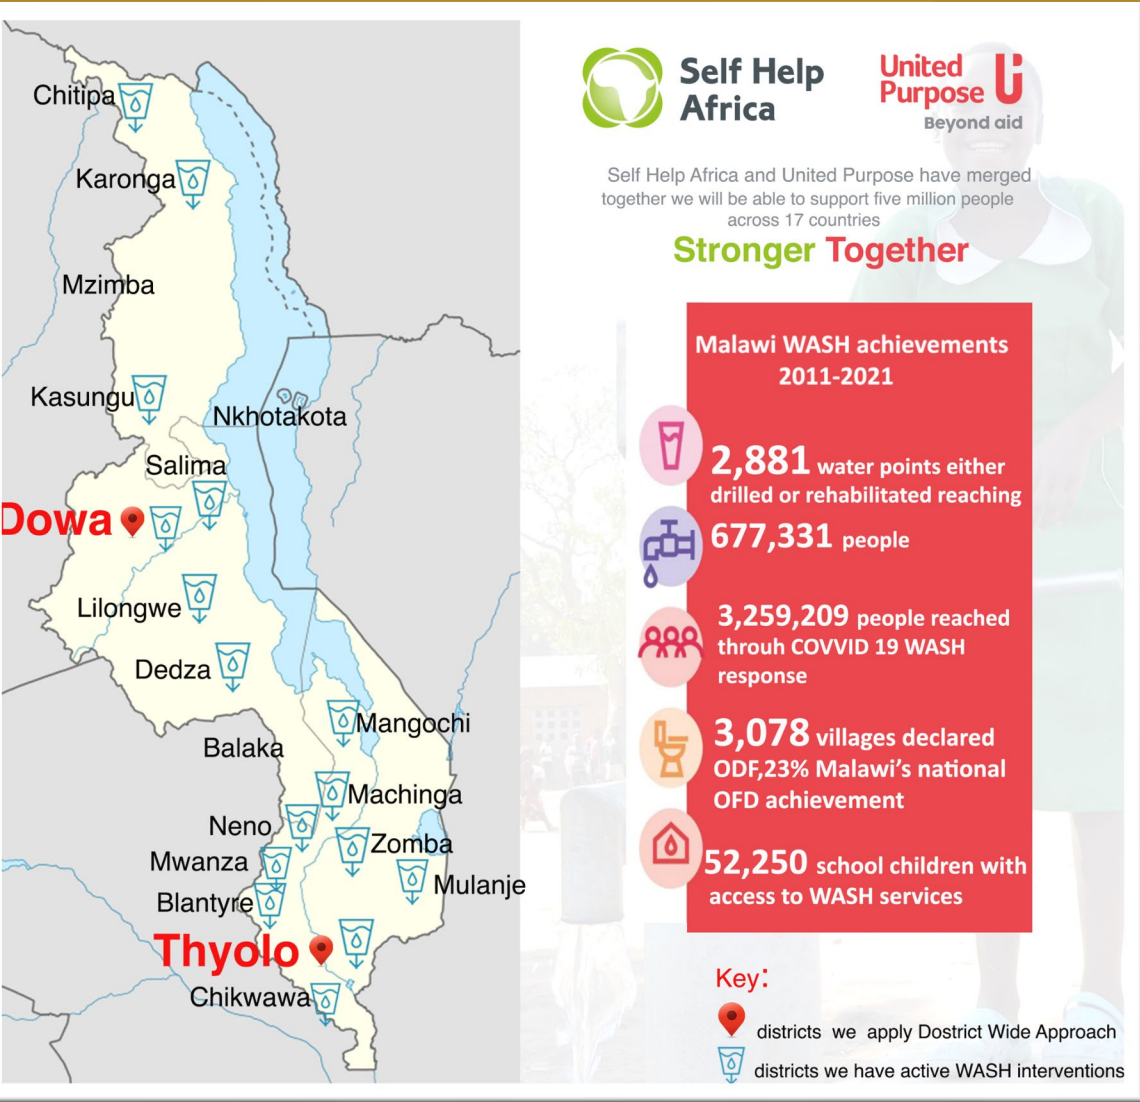 Chitipa
Karonga
Mzimba
Kasungu
Nkhotakota
Salima
Dowa
Lilongwe
Dedza
Mangochi
Balaka
Machinga
Neno
Zomba
Mwanza
Mulanje
Blantyre
Thyolo
Chikwawa
Self Help
Africa
United
Purpose
Beyond aid
Self Help Africa and United Purpose have merged
together we will be able to support five million people
across 17 countries
Stronger Together
Malawi WASH achievements
2011-2021
2,881 water points either
drilled or rehabilitated reaching
677,331 people
3,259,209 people reached
throuh COVVID 19 WASH
response
3,078 villages declared
ODF,23% Malawi's national
OFD achievement
52,250 school children with
access to WASH services
Key:
districts we apply Dostrict Wide Approach
districts we have active WASH interventions